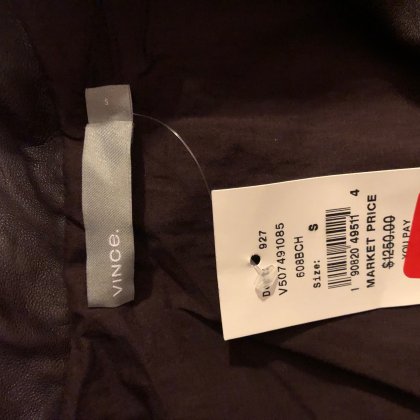 S
VINCE.
927
V507491085
608BCH
Size: S
1 90820 49511 4
MARKET PRICE
$1250.00
YOU PAY